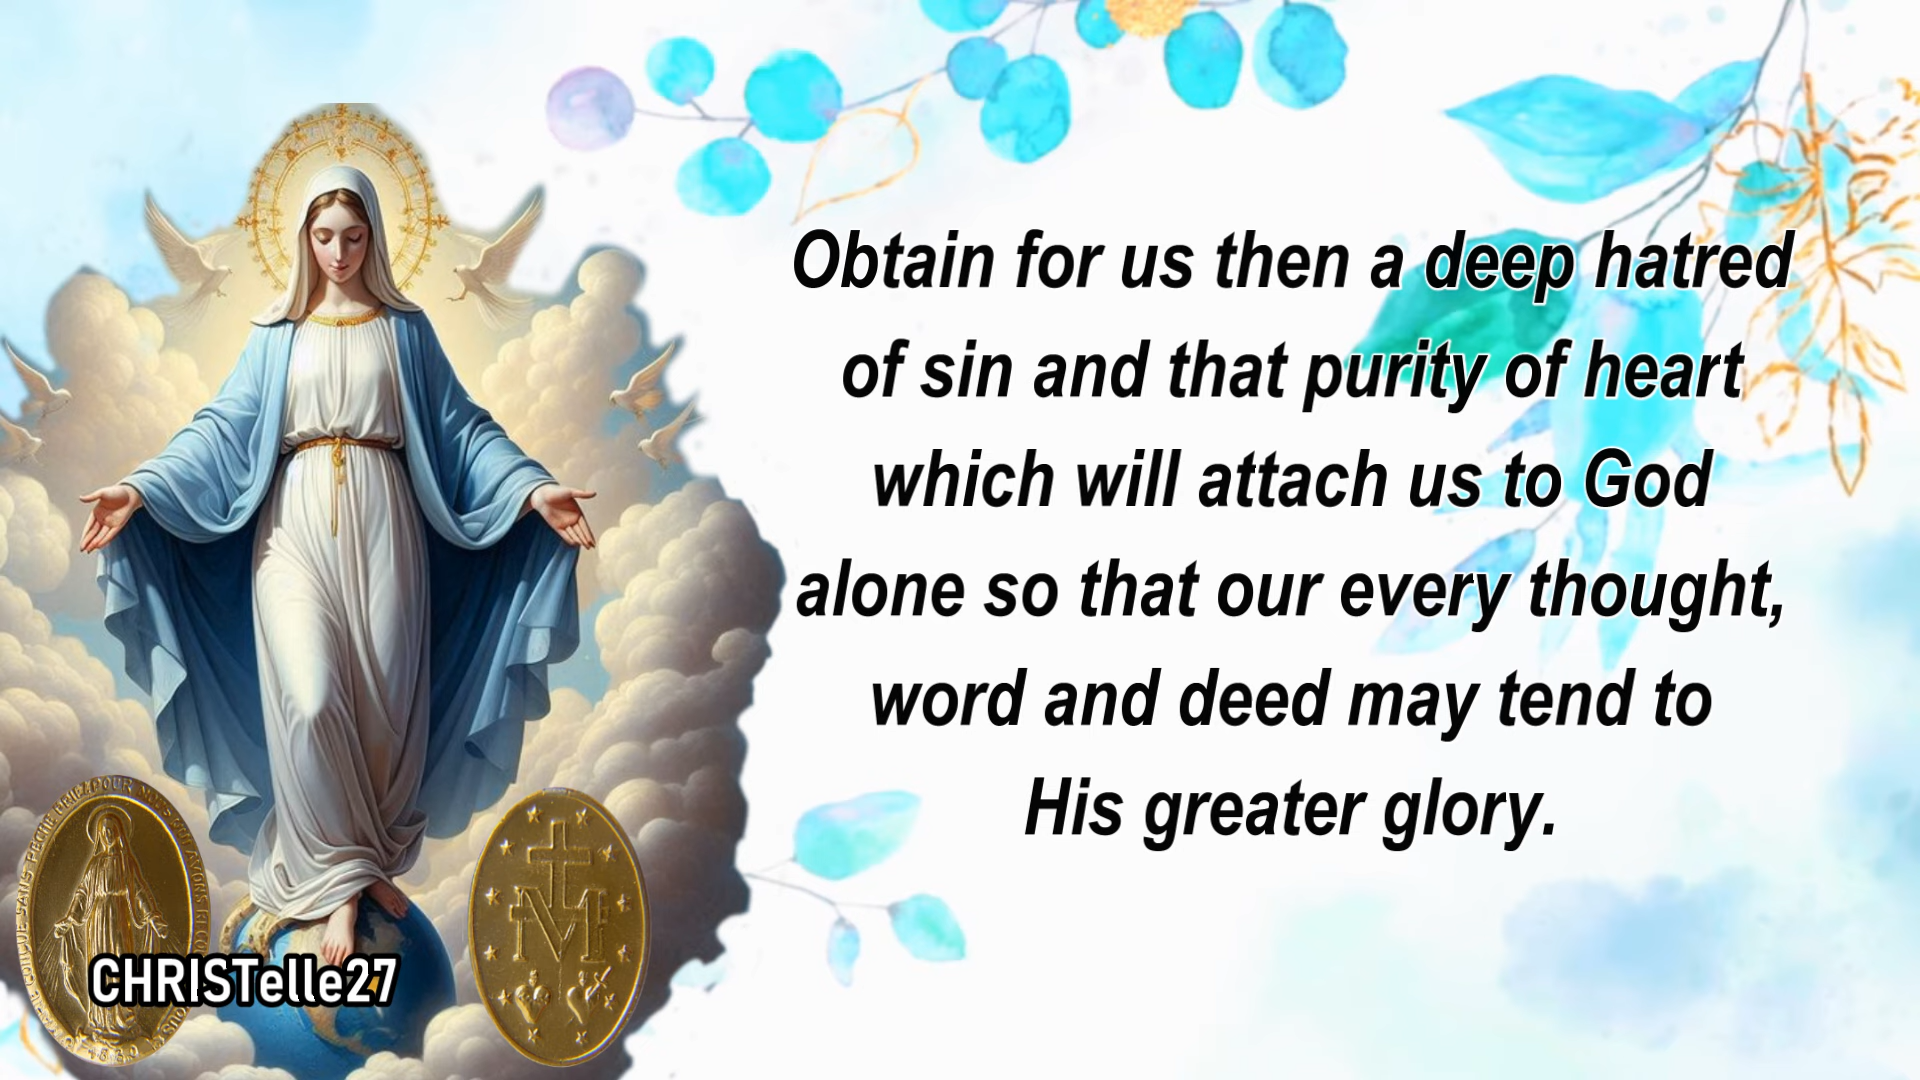 Obtain for us then a deep hatred
of sin and that purity of heart
which will attach us to God
alone so that our every thought,
word and deed may tend to
His greater glory.
CHRISTelle27
M
1830